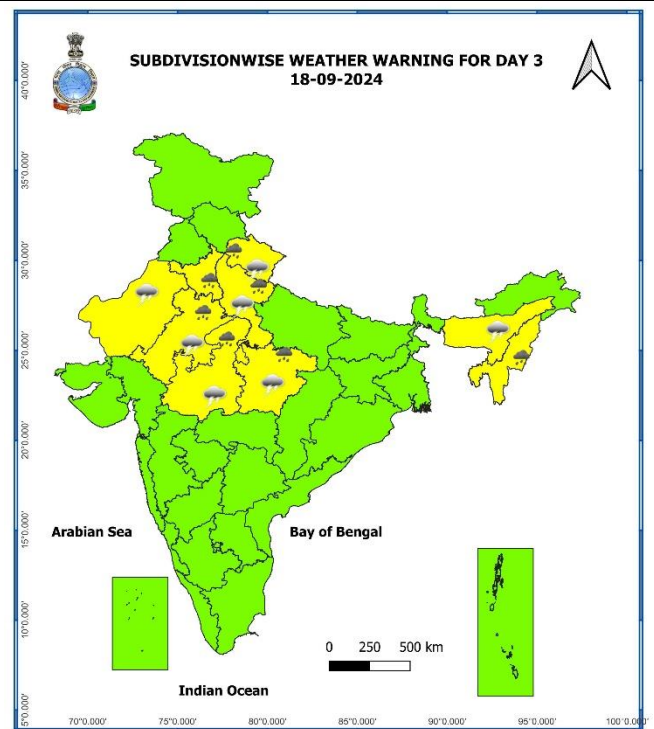 SUBDIVISIONWISE WEATHER WARNING FOR DAY 3
18-09-2024
40°0.000'
35°0.000'
30°0.000'
25°0.000'
20°0.000'
15°0.000'
10°0.000'
5°0.000'
Arabian Sea
Bay of Bengal
0 250 500 km
Indian Ocean
70°0.000' 75°0.000' 80°0.000' 85°0.000' 90°0.000' 95°0.000' 100°0.000'